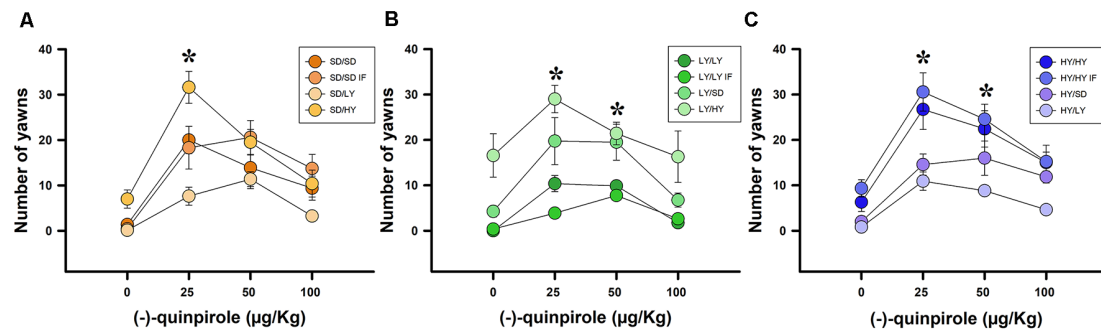 A
Number of yawns
40
30
20
10
0
*
SD/SD
SD/SD IF
SD/LY
SD/HY
0 25 50 100
(-)-quinpirole (µg/Kg)
B
Number of yawns
40
30
20
10
0
*
*
LY/LY
LY/LY IF
LY/SD
LY/HY
0 25 50 100
(-)-quinpirole (µg/Kg)
C
Number of yawns
40
30
20
10
0
*
*
HY/HY
HY/HY IF
HY/SD
HY/LY
0 25 50 100
(-)-quinpirole (µg/Kg)